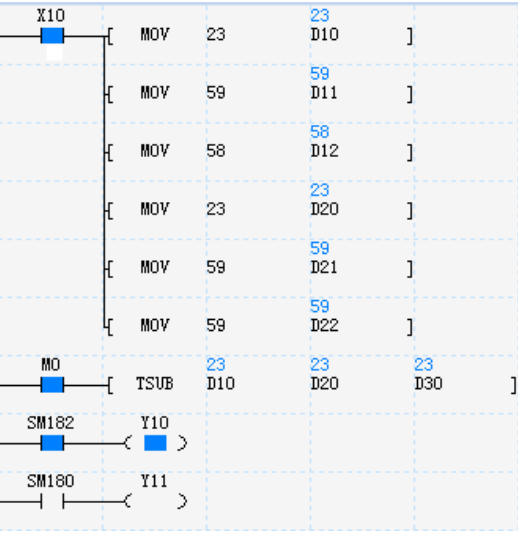 X10 23
[ MOV 23 D10 ]
59
[ MOV 59 D11 ]
58
[ MOV 58 D12 ]
23
[ MOV 23 D20 ]
59
[ MOV 59 D21 ]
59
[ MOV 59 D22 ]
M0 23 23 23
[ TSUB D10 D20 D30 ]
SM182 Y10
SM180 Y11